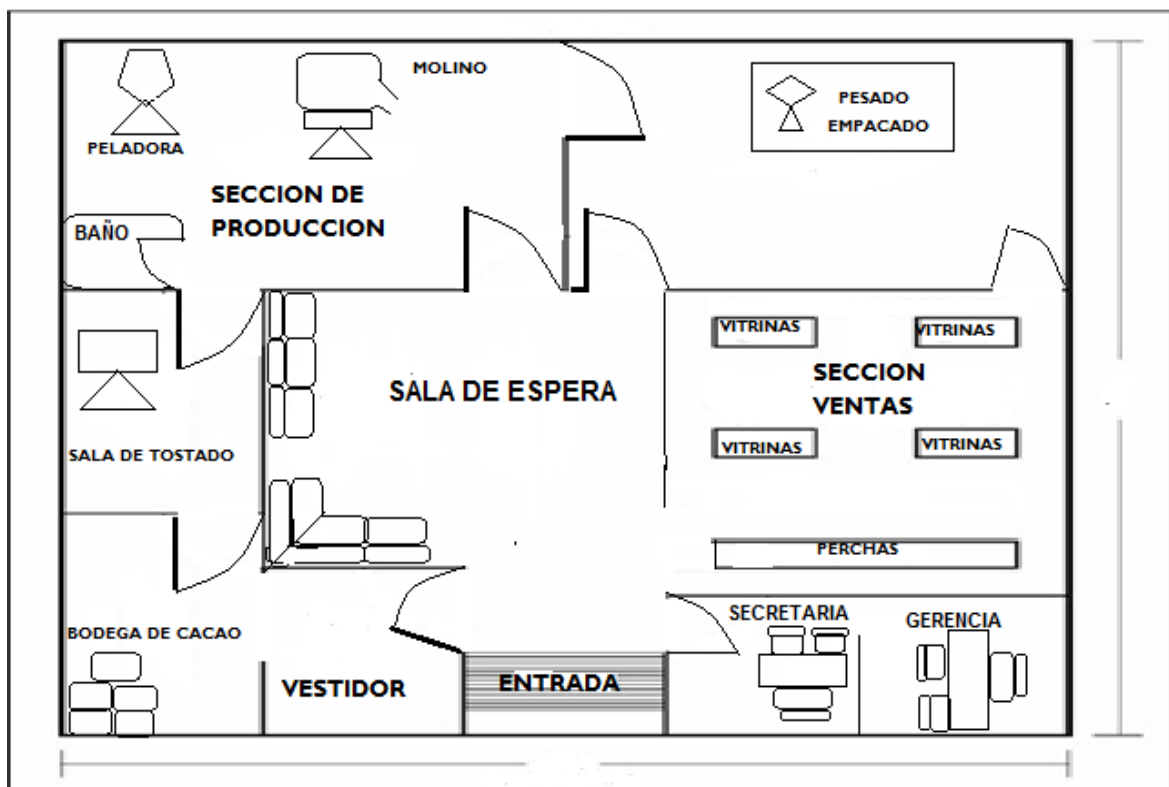 MOLINO
PELADORA
PESADO
EMPACADO
SECCION DE
PRODUCCION
BAÑO
SALA DE TOSTADO
SALA DE ESPERA
VITRINAS
VITRINAS
SECCION
VENTAS
VITRINAS
VITRINAS
PERCHAS
BODEGA DE CACAO
VESTIDOR
ENTRADA
SECRETARIA
GERENCIA